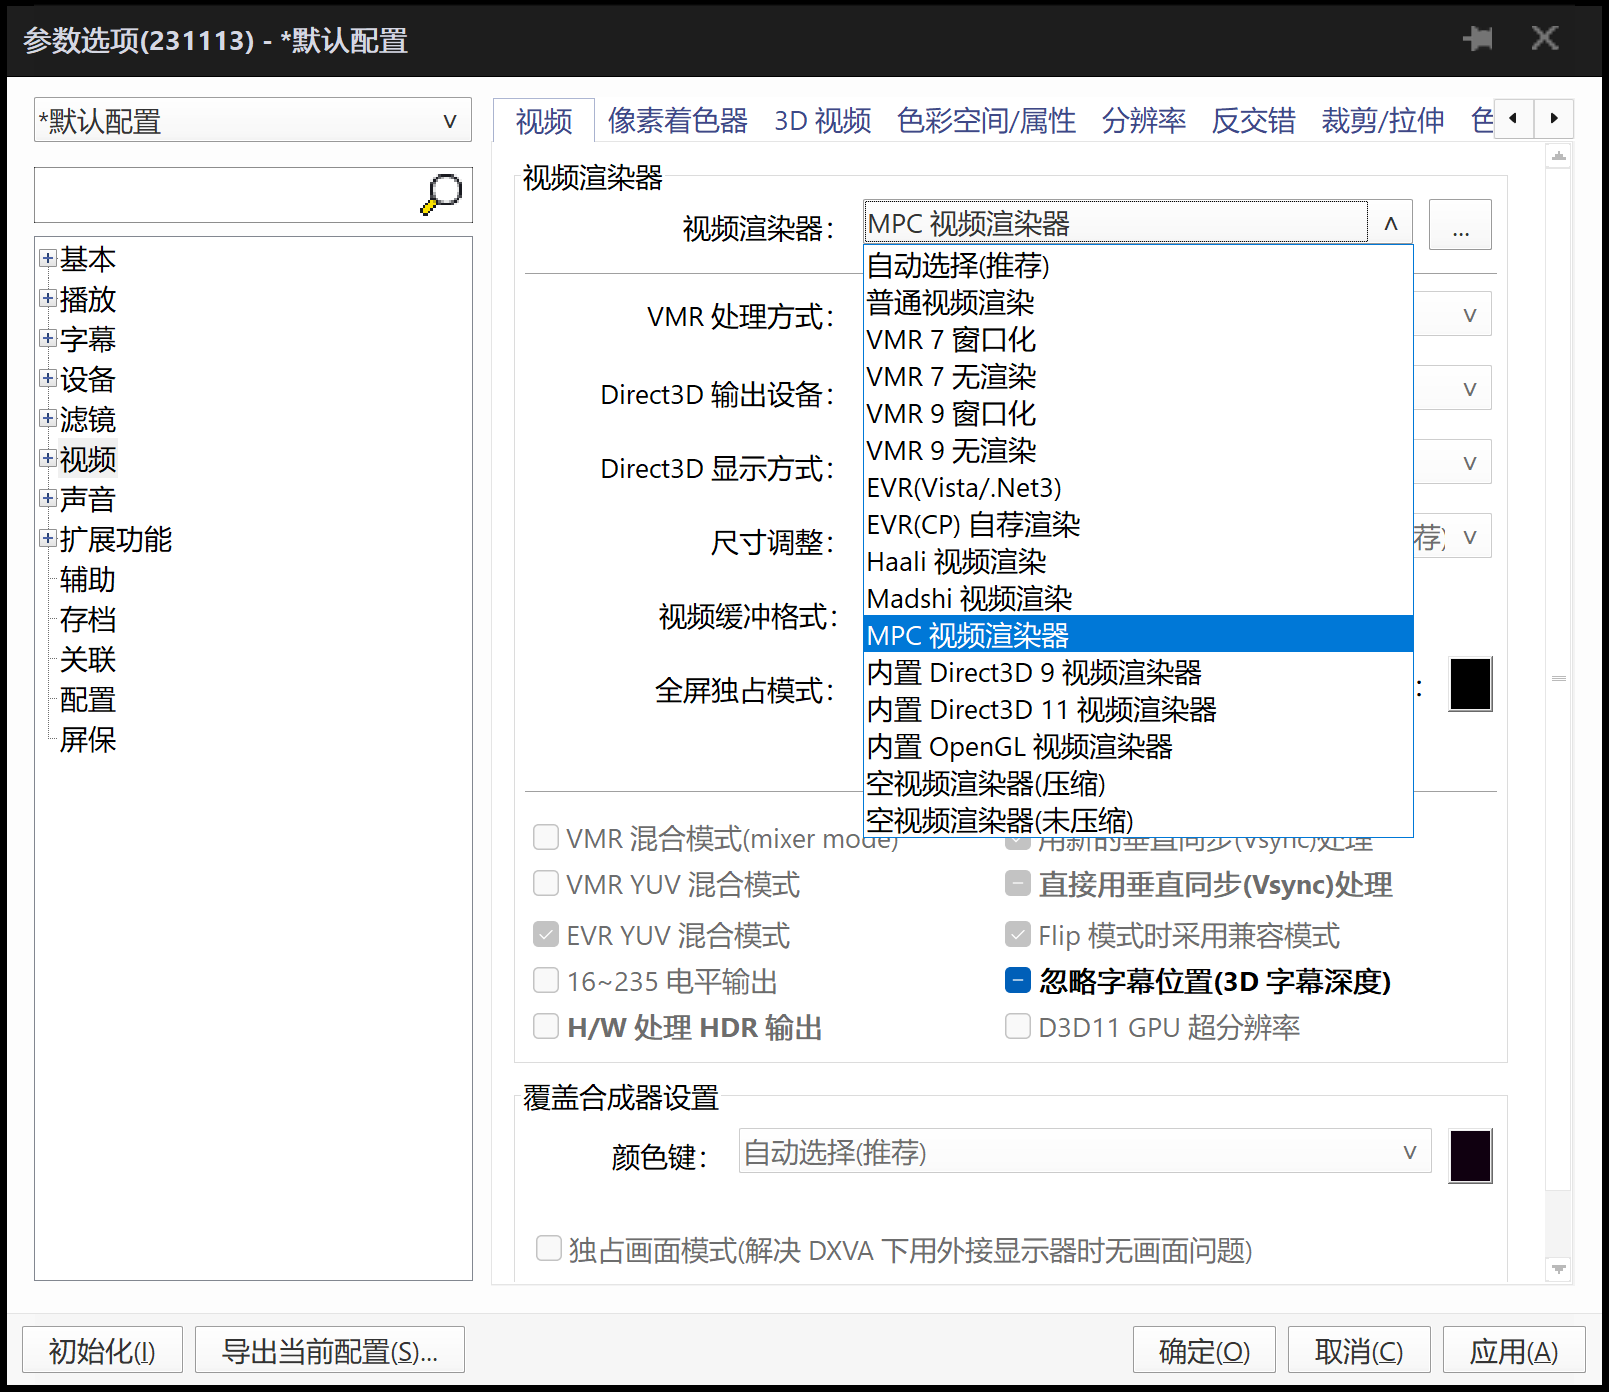 参数选项(231113) - *默认配置
*默认配置
视频 像素着色器 3D 视频 色彩空间/属性 分辨率 反交错 裁剪/拉伸 色
基本
播放
字幕
设备
滤镜
视频
声音
扩展功能
辅助
存档
关联
配置
屏保
视频渲染器
视频渲染器: MPC 视频渲染器 ...
自动选择(推荐)
普通视频渲染
VMR 7 窗口化
VMR 7 无渲染
VMR 9 窗口化
VMR 9 无渲染
EVR(Vista/.Net3)
EVR(CP) 自荐渲染
Haali 视频渲染
Madshi 视频渲染
MPC 视频渲染器
内置 Direct3D 9 视频渲染器
内置 Direct3D 11 视频渲染器
内置 OpenGL 视频渲染器
空视频渲染器(压缩)
空视频渲染器(未压缩)
VMR 处理方式:
Direct3D 输出设备:
Direct3D 显示方式:
尺寸调整: 荐)
视频缓冲格式:
全屏独占模式: :
VMR 混合模式(mixer mode) 用新的垂直同步(Vsync)处理
VMR YUV 混合模式 直接用垂直同步(Vsync)处理
EVR YUV 混合模式 Flip 模式时采用兼容模式
16~235 电平输出 忽略字幕位置(3D 字幕深度)
H/W 处理 HDR 输出 D3D11 GPU 超分辨率
覆盖合成器设置
颜色键: 自动选择(推荐)
独占画面模式(解决 DXVA 下用外接显示器时无画面问题)
初始化(I) 导出当前配置(S)... 确定(O) 取消(C) 应用(A)